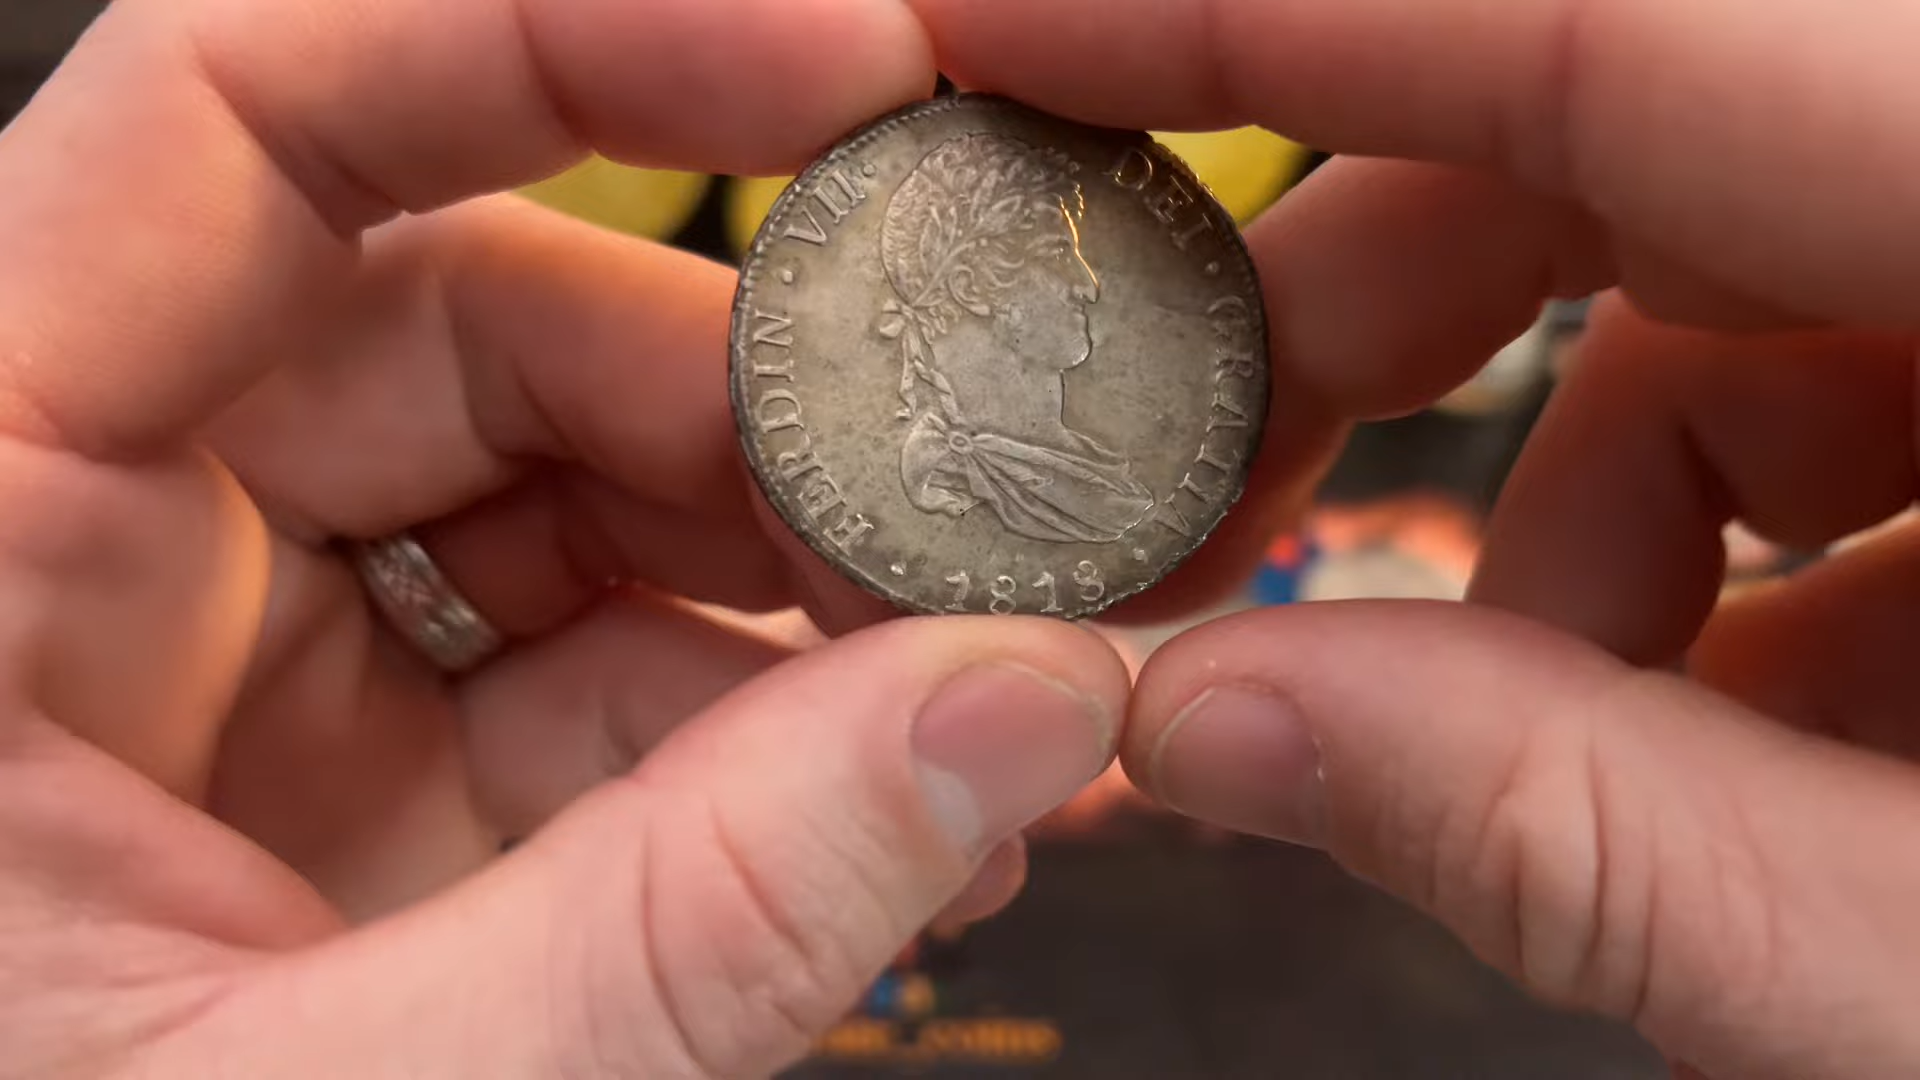 FERDIN · VII · DEI · GRATIA
· 1818 ·